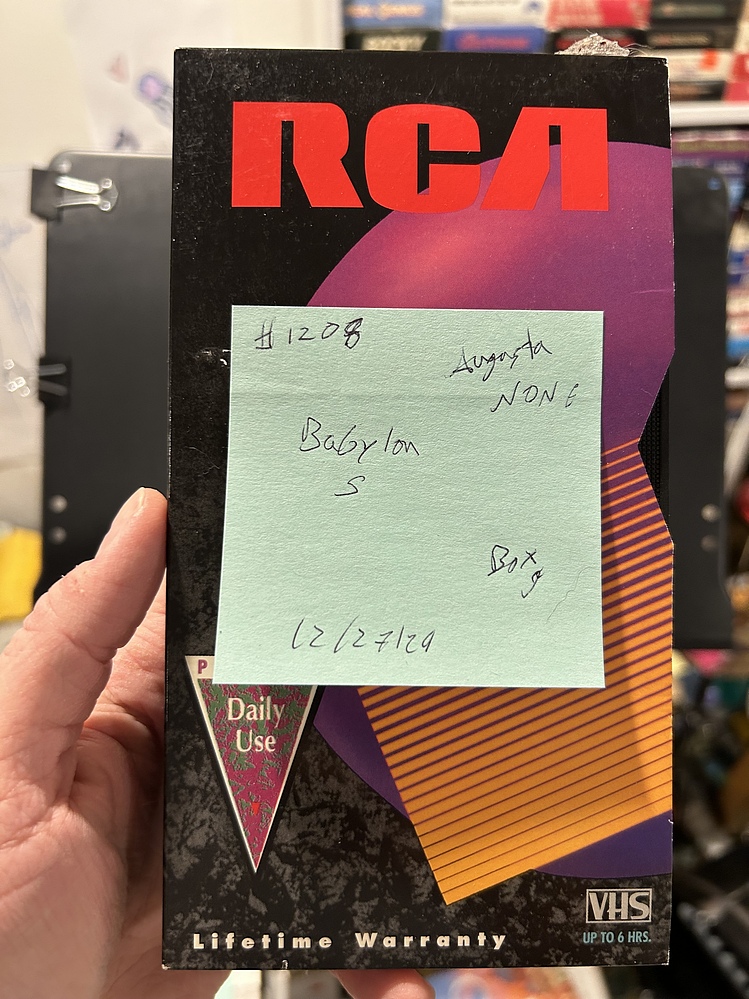 RCA
#1208
Augusta
NONE
Babylon
5
Box
9
12/27/29
P
Daily
Use
Lifetime Warranty
VHS
UP TO 6 HRS.